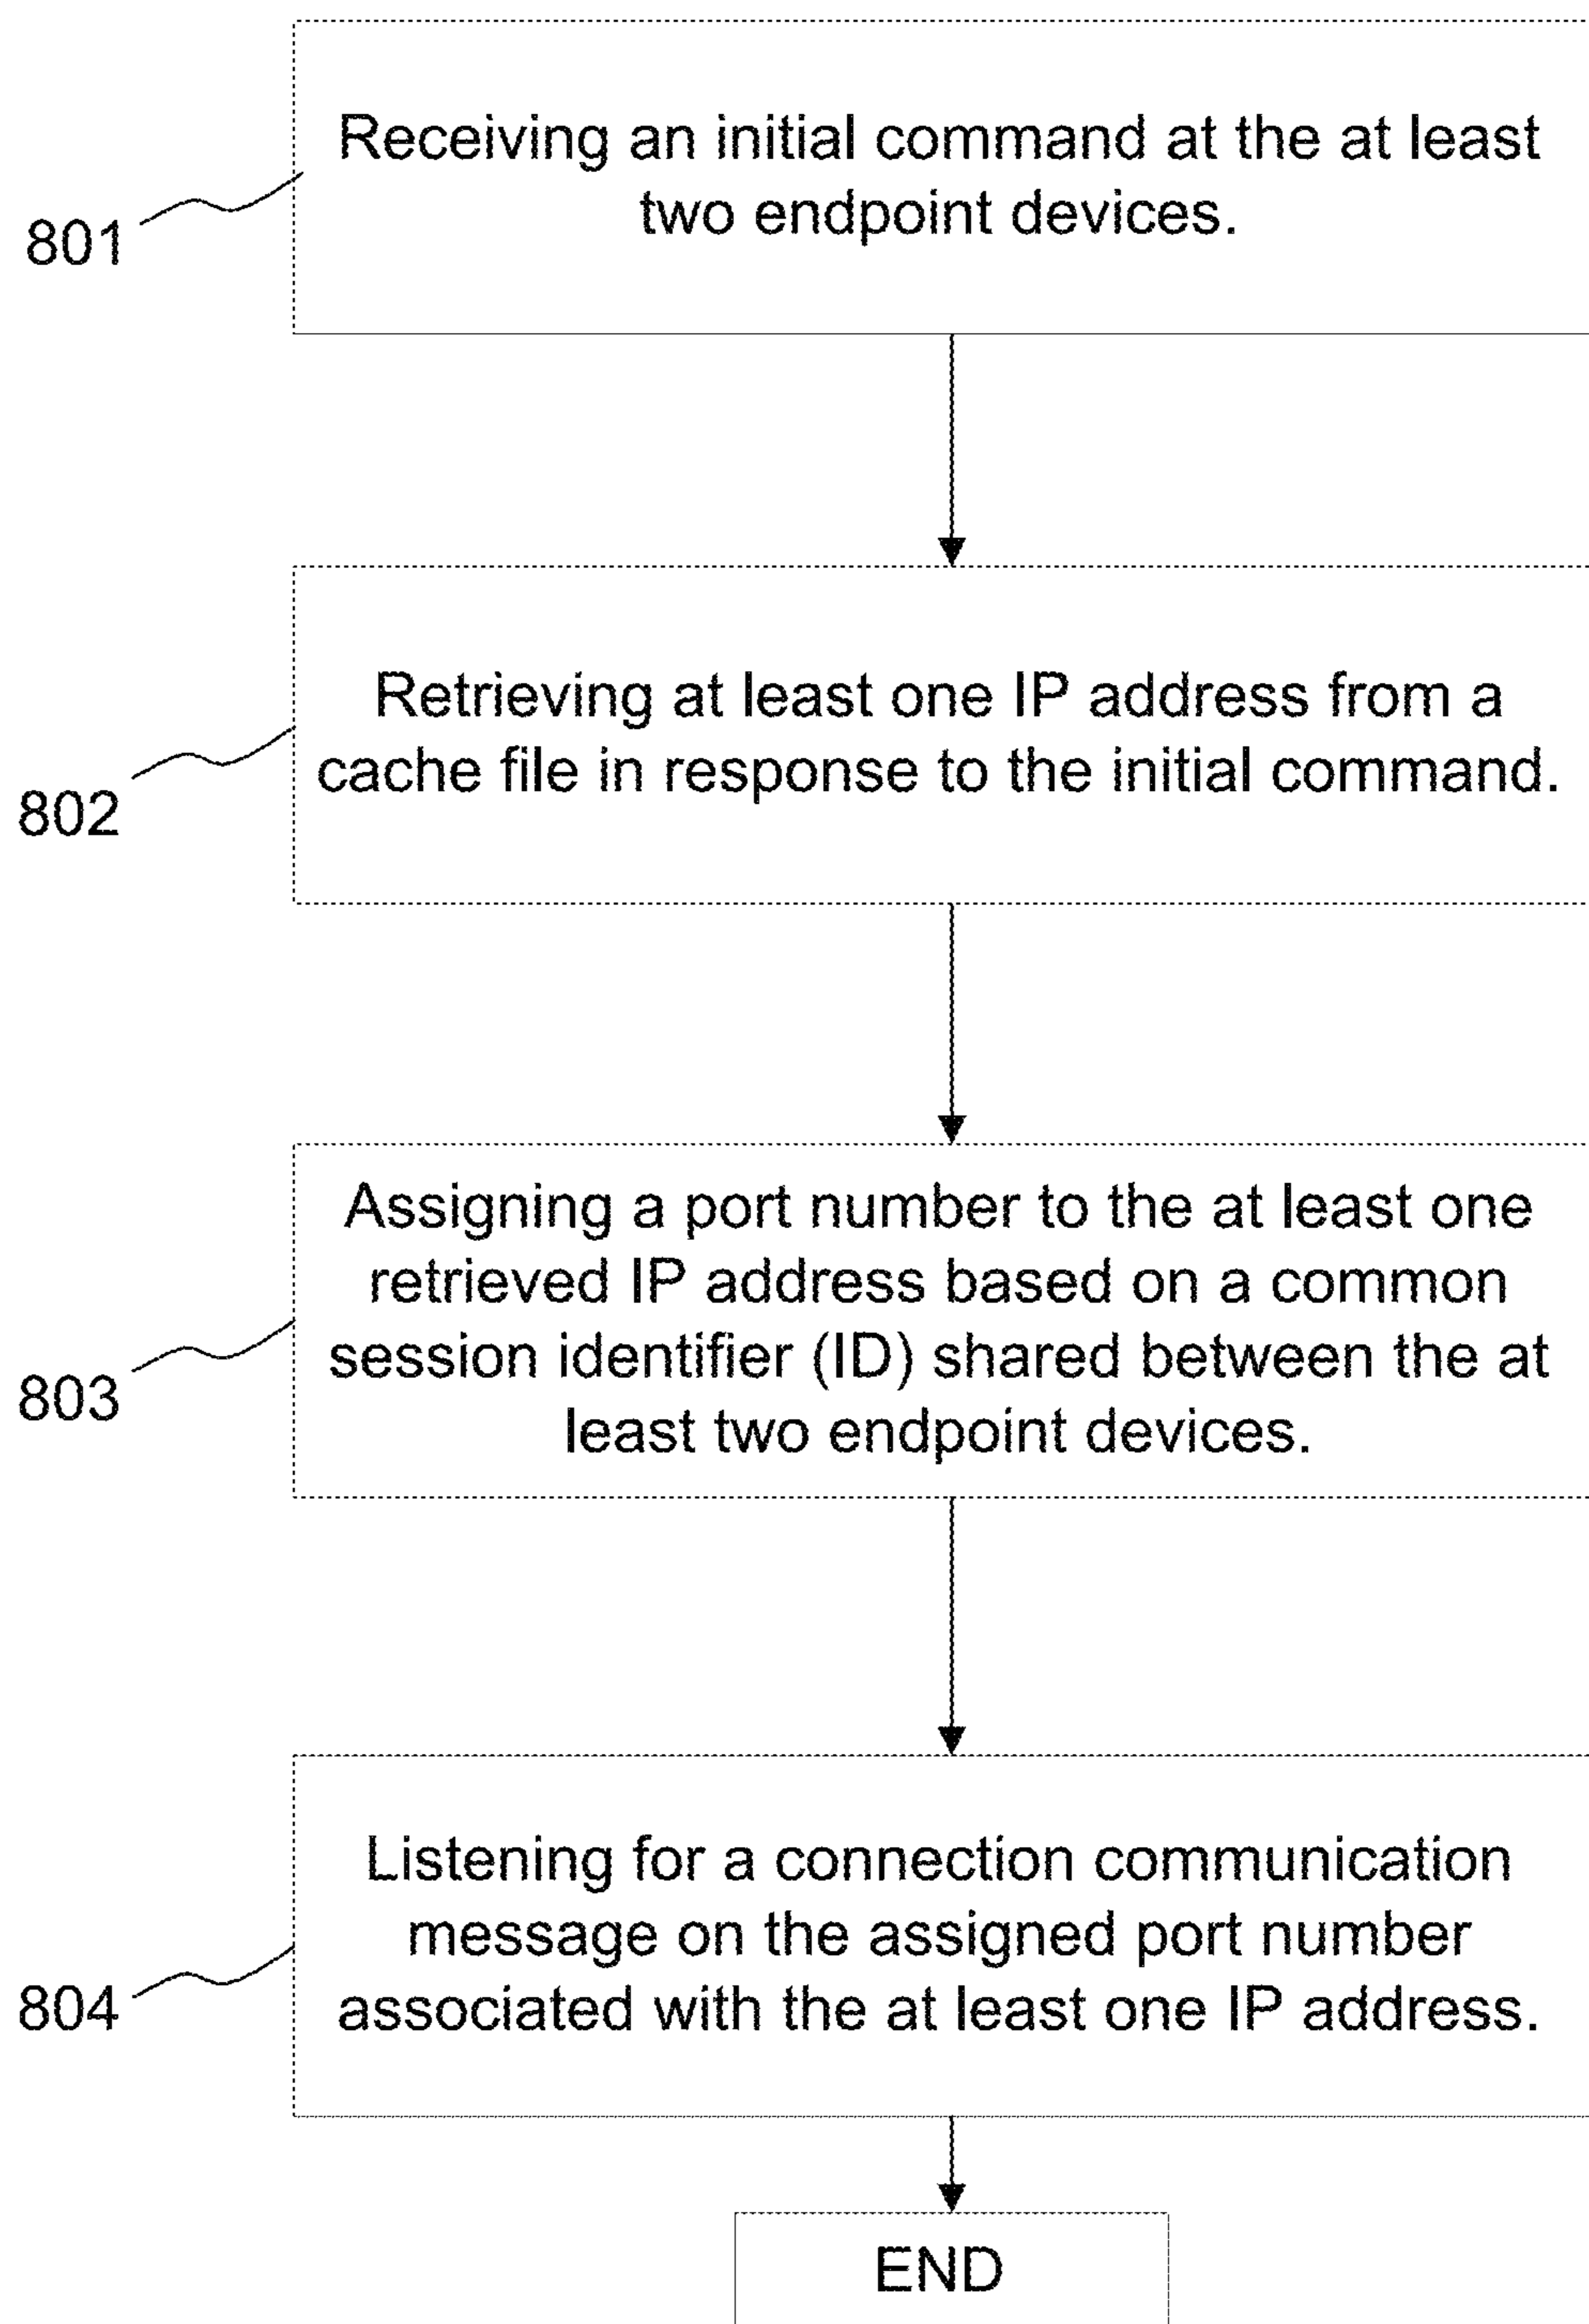 Receiving an initial command at the at least
two endpoint devices.
801
Retrieving at least one IP address from a
cache file in response to the initial command.
802
Assigning a port number to the at least one
retrieved IP address based on a common
session identifier (ID) shared between the at
least two endpoint devices.
803
Listening for a connection communication
message on the assigned port number
associated with the at least one IP address.
804
END